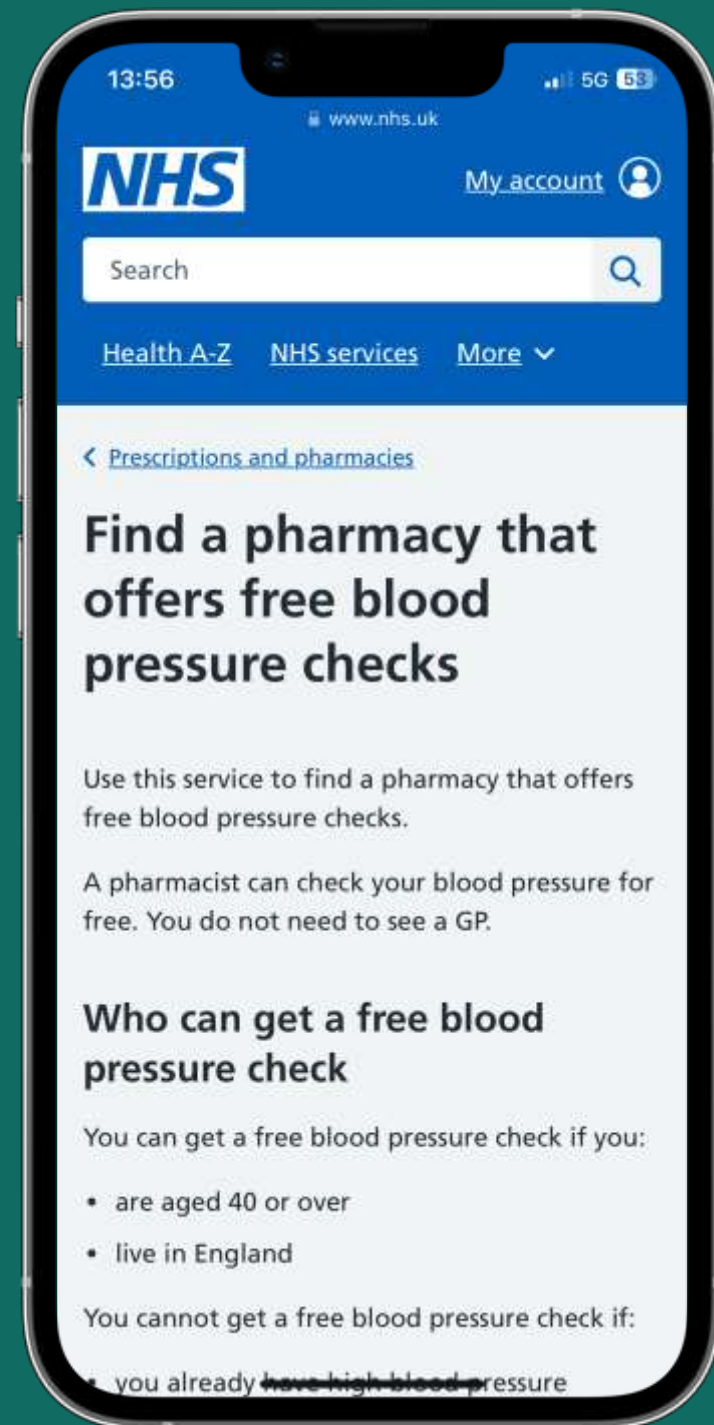 13:56
5G 53
www.nhs.uk
NHS
My account
Search
Health A-Z NHS services More
Prescriptions and pharmacies
Find a pharmacy that
offers free blood
pressure checks
Use this service to find a pharmacy that offers
free blood pressure checks.
A pharmacist can check your blood pressure for
free. You do not need to see a GP.
Who can get a free blood
pressure check
You can get a free blood pressure check if you:
• are aged 40 or over
• live in England
You cannot get a free blood pressure check if:
• you already have high blood pressure